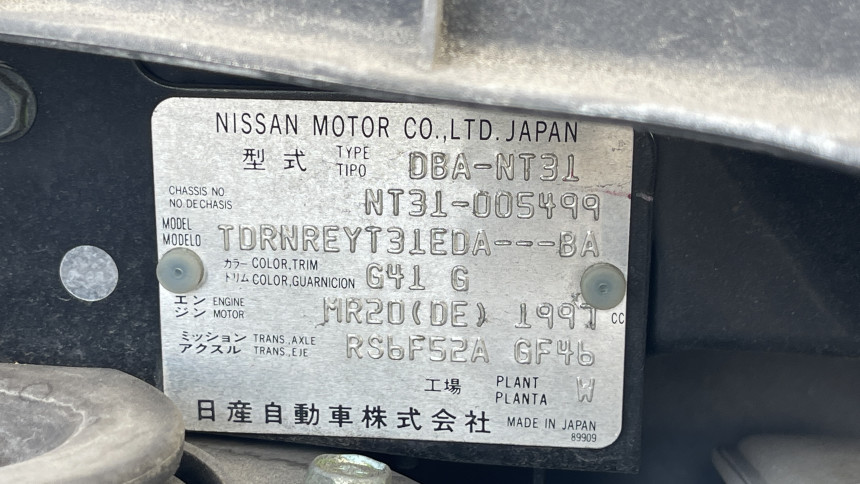 NISSAN MOTOR CO.,LTD. JAPAN
型式 TYPE TIPO DBA-NT31
CHASSIS NO NO DE CHASIS NT31-005499
MODEL MODELO TDRNREYT31EDA---BA
カラー トリム COLOR,TRIM COLOR,GUARNICION G41 G
エンジン ENGINE MOTOR MR20(DE) 1997 cc
ミッション アクスル TRANS.,AXLE TRANS.,EJE RS6F52A GF46
工場 PLANT PLANTA W
日産自動車株式会社 MADE IN JAPAN
89909